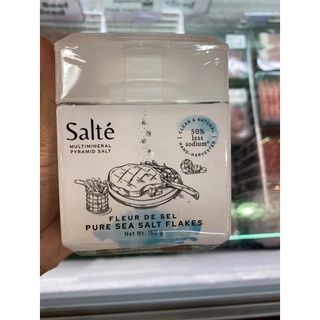 Salté
MULTIMINERAL
PYRAMID SALT
CLEAN & NATURAL
50%
less
sodium*
HAND-HARVESTED
FLEUR DE SEL
PURE SEA SALT FLAKES
Net Wt. 150 g